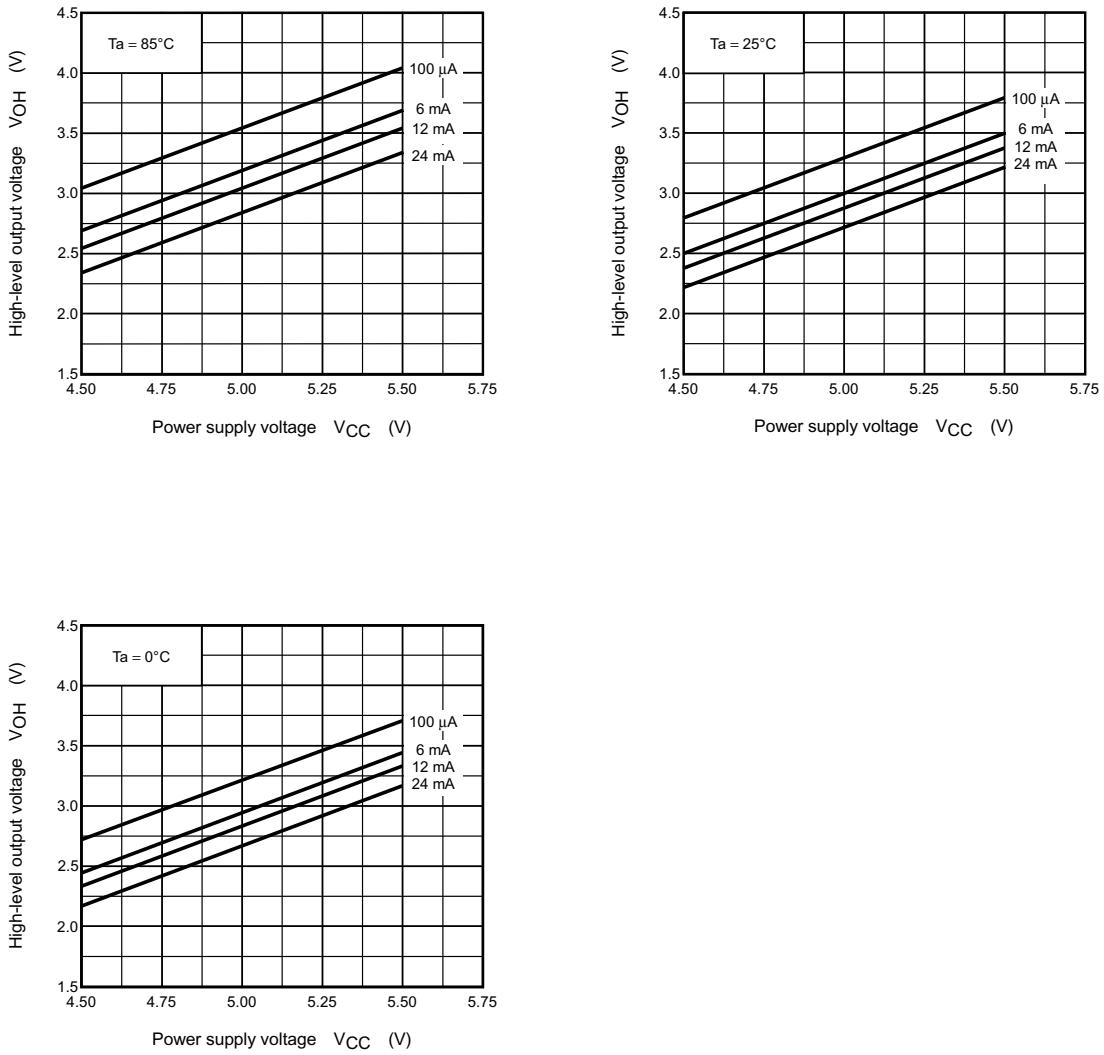 High-level output voltage VOH (V)
4.5
4.0
3.5
3.0
2.5
2.0
1.5
Ta = 85°C
100 μA
6 mA
12 mA
24 mA
4.50 4.75 5.00 5.25 5.50 5.75
Power supply voltage VCC (V)
High-level output voltage VOH (V)
4.5
4.0
3.5
3.0
2.5
2.0
1.5
Ta = 25°C
100 μA
6 mA
12 mA
24 mA
4.50 4.75 5.00 5.25 5.50 5.75
Power supply voltage VCC (V)
High-level output voltage VOH (V)
4.5
4.0
3.5
3.0
2.5
2.0
1.5
Ta = 0°C
100 μA
6 mA
12 mA
24 mA
4.50 4.75 5.00 5.25 5.50 5.75
Power supply voltage VCC (V)